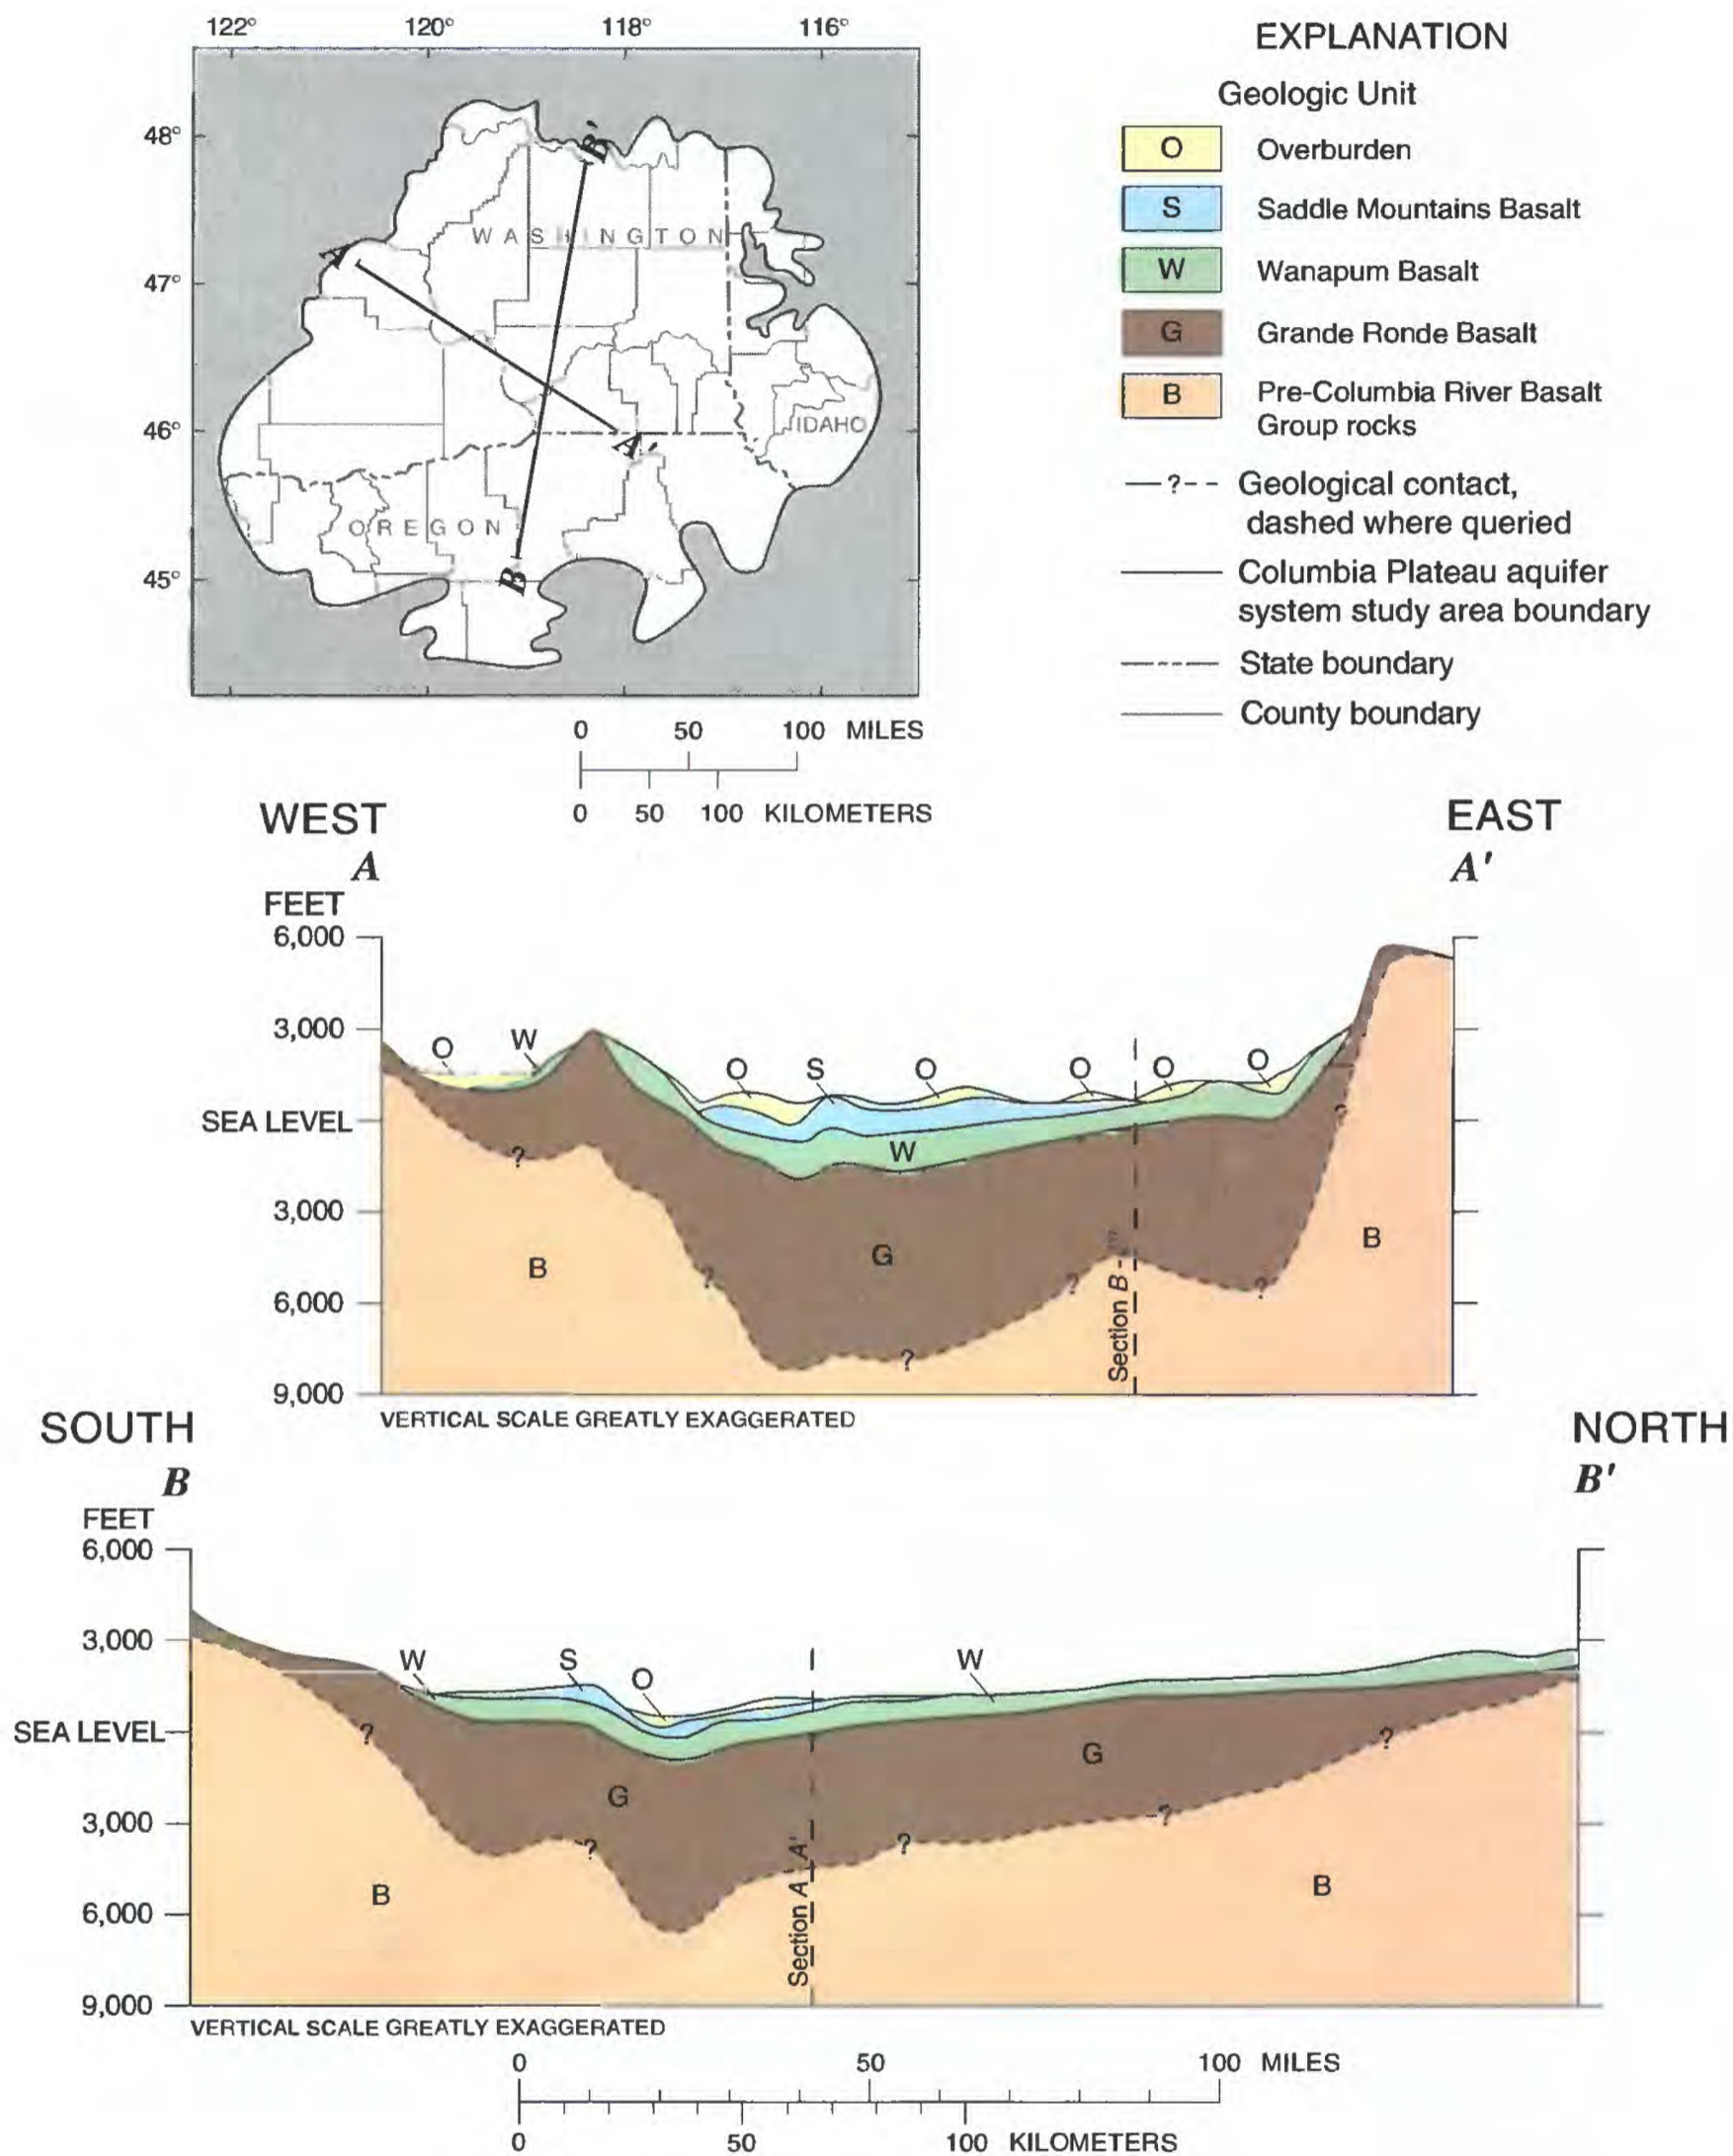 122° 120° 118° 116°
48°
47°
46°
45°
WASHINGTON
OREGON
IDAHO
A
A'
B
B'
0 50 100 MILES
0 50 100 KILOMETERS
EXPLANATION
Geologic Unit
O Overburden
S Saddle Mountains Basalt
W Wanapum Basalt
G Grande Ronde Basalt
B Pre-Columbia River Basalt
Group rocks
—?-- Geological contact,
dashed where queried
Columbia Plateau aquifer
system study area boundary
State boundary
County boundary
WEST EAST
A A'
FEET
6,000
3,000
SEA LEVEL
3,000
6,000
9,000
O W O S O O O O
W
G
B B
? ? ? ? ? ?
Section B-B'
VERTICAL SCALE GREATLY EXAGGERATED
SOUTH NORTH
B B'
FEET
6,000
3,000
SEA LEVEL
3,000
6,000
9,000
W S O W
G G
B B
? ? ? ? ?
Section A A'
VERTICAL SCALE GREATLY EXAGGERATED
0 50 100 MILES
0 50 100 KILOMETERS